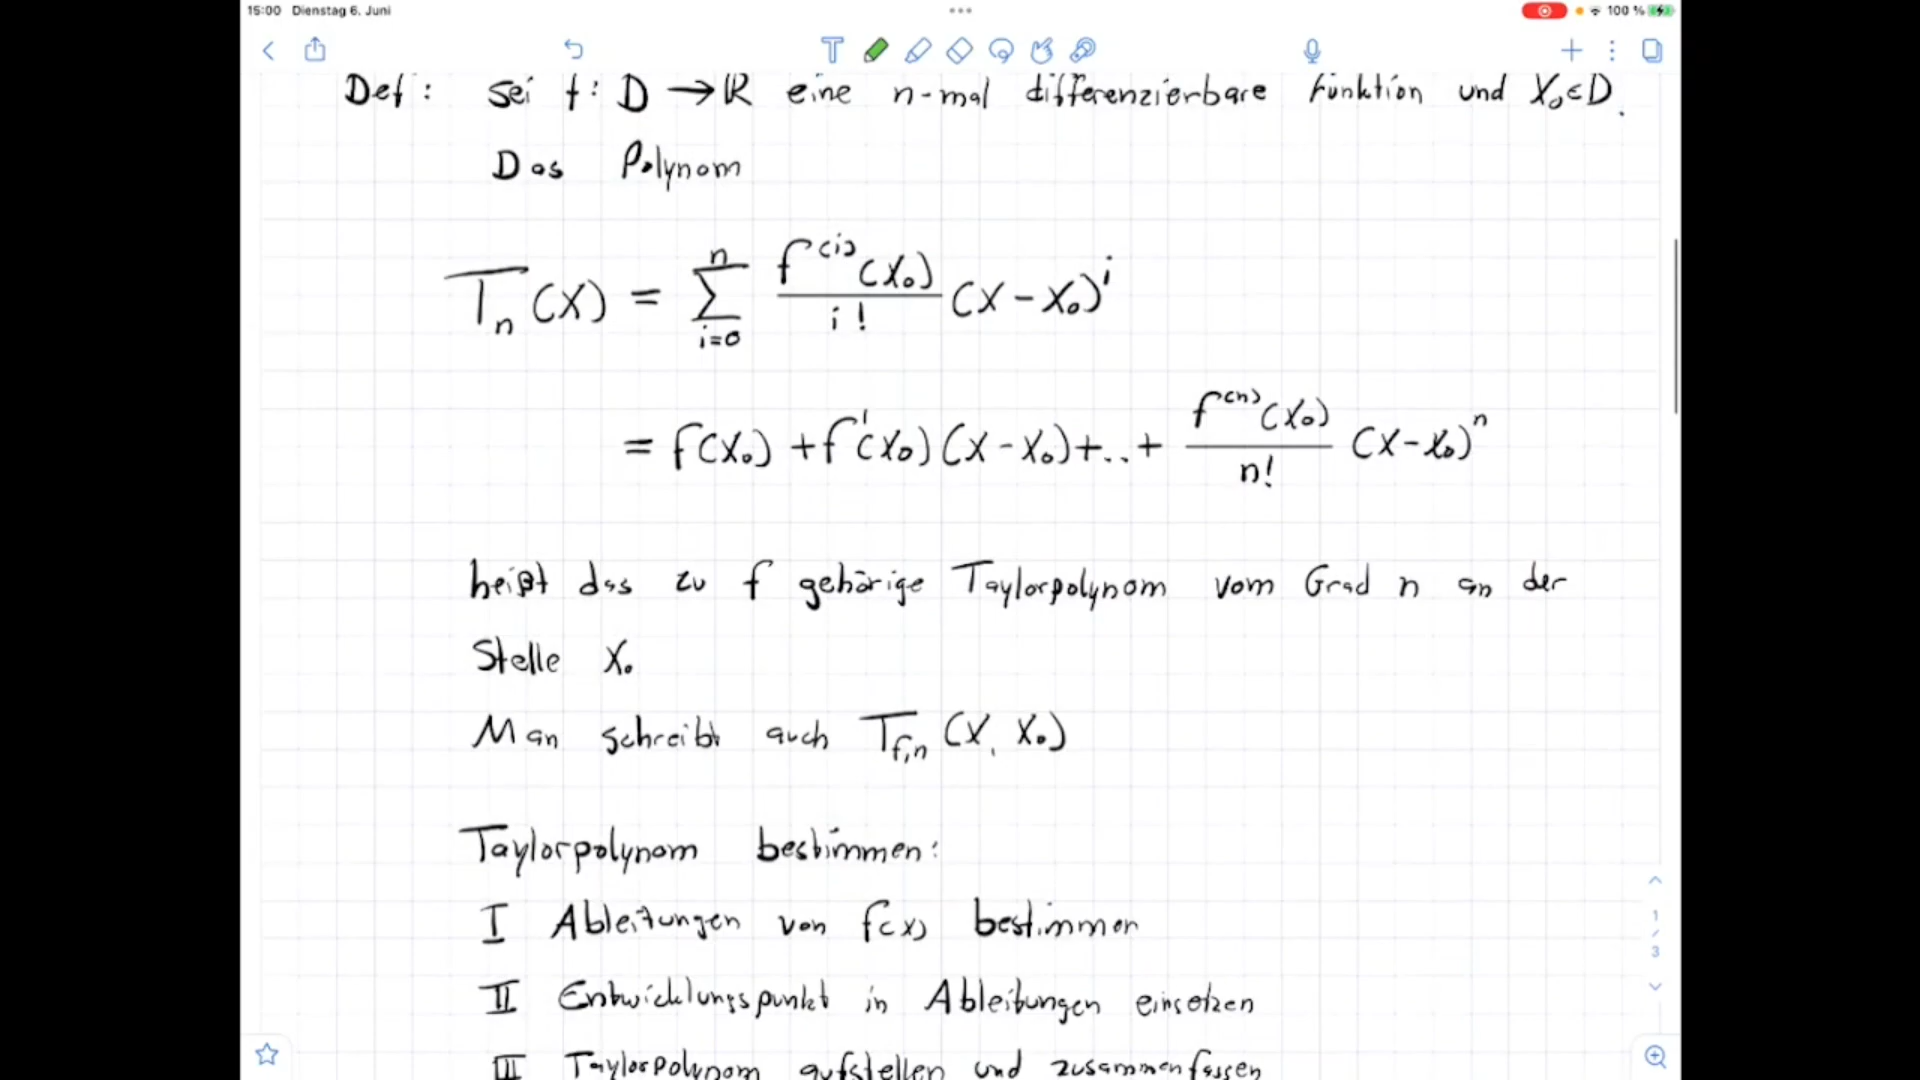 15:00 Dienstag 6. Juni
100 %
Def: Sei f: D → ℝ eine n-mal differenzierbare Funktion und X₀ ∈ D.
Das Polynom
Tₙ(X) = ∑_{i=0}^{n} f⁽ⁱ⁾(X₀)/i! (X-X₀)ⁱ
= f(X₀) + f'(X₀)(X-X₀)+..+ f⁽ⁿ⁾(X₀)/n! (X-X₀)ⁿ
heißt das zu f gehörige Taylorpolynom vom Grad n an der
Stelle X₀
Man schreibt auch T_{f,n} (X, X₀)
Taylorpolynom bestimmen:
I Ableitungen von f(x) bestimmen
II Entwicklungspunkt in Ableitungen einsetzen
III Taylorpolynom aufstellen und zusammenfassen
1
/
3